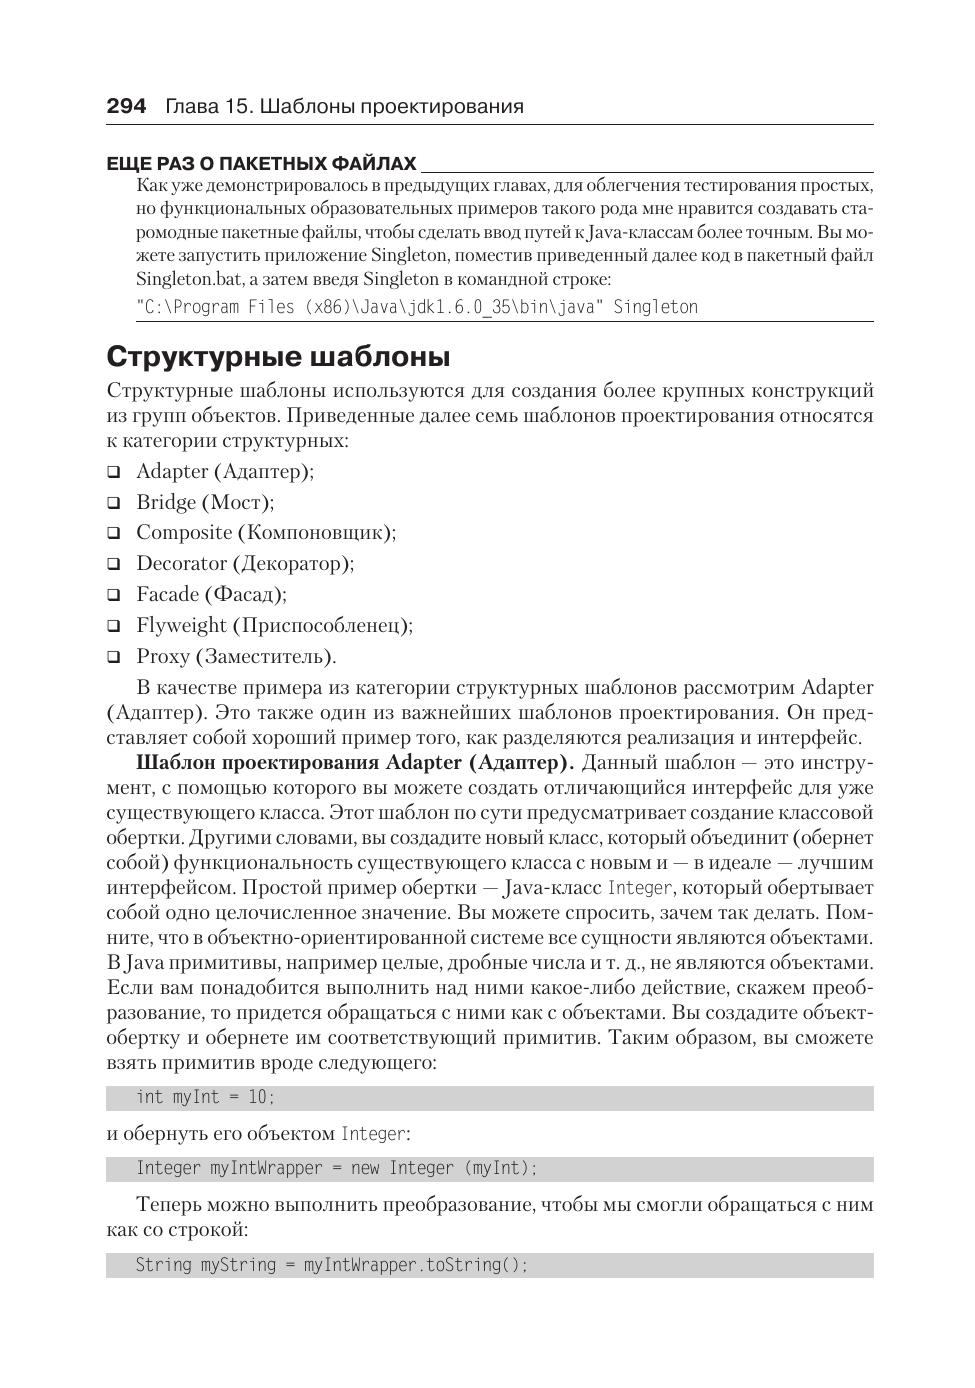 294 Глава 15. Шаблоны проектирования
ЕЩЕ РАЗ О ПАКЕТНЫХ ФАЙЛАХ
Как уже демонстрировалось в предыдущих главах, для облегчения тестирования простых,
но функциональных образовательных примеров такого рода мне нравится создавать ста-
ромодные пакетные файлы, чтобы сделать ввод путей к Java-классам более точным. Вы мо-
жете запустить приложение Singleton, поместив приведенный далее код в пакетный файл
Singleton.bat, а затем введя Singleton в командной строке:
"C:\Program Files (x86)\Java\jdk1.6.0_35\bin\java" Singleton
Структурные шаблоны
Структурные шаблоны используются для создания более крупных конструкций
из групп объектов. Приведенные далее семь шаблонов проектирования относятся
к категории структурных:
❏ Adapter (Адаптер);
❏ Bridge (Мост);
❏ Composite (Компоновщик);
❏ Decorator (Декоратор);
❏ Facade (Фасад);
❏ Flyweight (Приспособленец);
❏ Proxy (Заместитель).
В качестве примера из категории структурных шаблонов рассмотрим Adapter
(Адаптер). Это также один из важнейших шаблонов проектирования. Он пред-
ставляет собой хороший пример того, как разделяются реализация и интерфейс.
Шаблон проектирования Adapter (Адаптер). Данный шаблон — это инстру-
мент, с помощью которого вы можете создать отличающийся интерфейс для уже
существующего класса. Этот шаблон по сути предусматривает создание классовой
обертки. Другими словами, вы создадите новый класс, который объединит (обернет
собой) функциональность существующего класса с новым и — в идеале — лучшим
интерфейсом. Простой пример обертки — Java-класс Integer, который обертывает
собой одно целочисленное значение. Вы можете спросить, зачем так делать. Пом-
ните, что в объектно-ориентированной системе все сущности являются объектами.
В Java примитивы, например целые, дробные числа и т. д., не являются объектами.
Если вам понадобится выполнить над ними какое-либо действие, скажем преоб-
разование, то придется обращаться с ними как с объектами. Вы создадите объект-
обертку и обернете им соответствующий примитив. Таким образом, вы сможете
взять примитив вроде следующего:
int myInt = 10;
и обернуть его объектом Integer:
Integer myIntWrapper = new Integer (myInt);
Теперь можно выполнить преобразование, чтобы мы смогли обращаться с ним
как со строкой:
String myString = myIntWrapper.toString();